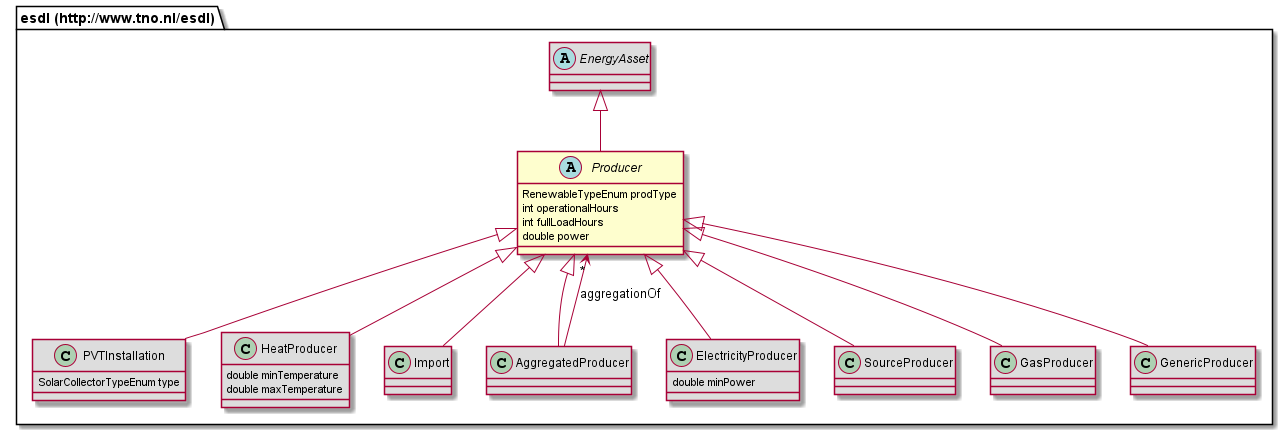 esdl (http://www.tno.nl/esdl)
A EnergyAsset
A Producer
RenewableTypeEnum prodType
int operationalHours
int fullLoadHours
double power
*
aggregationOf
C PVTInstallation
SolarCollectorTypeEnum type
C HeatProducer
double minTemperature
double maxTemperature
C Import
C AggregatedProducer
C ElectricityProducer
double minPower
C SourceProducer
C GasProducer
C GenericProducer